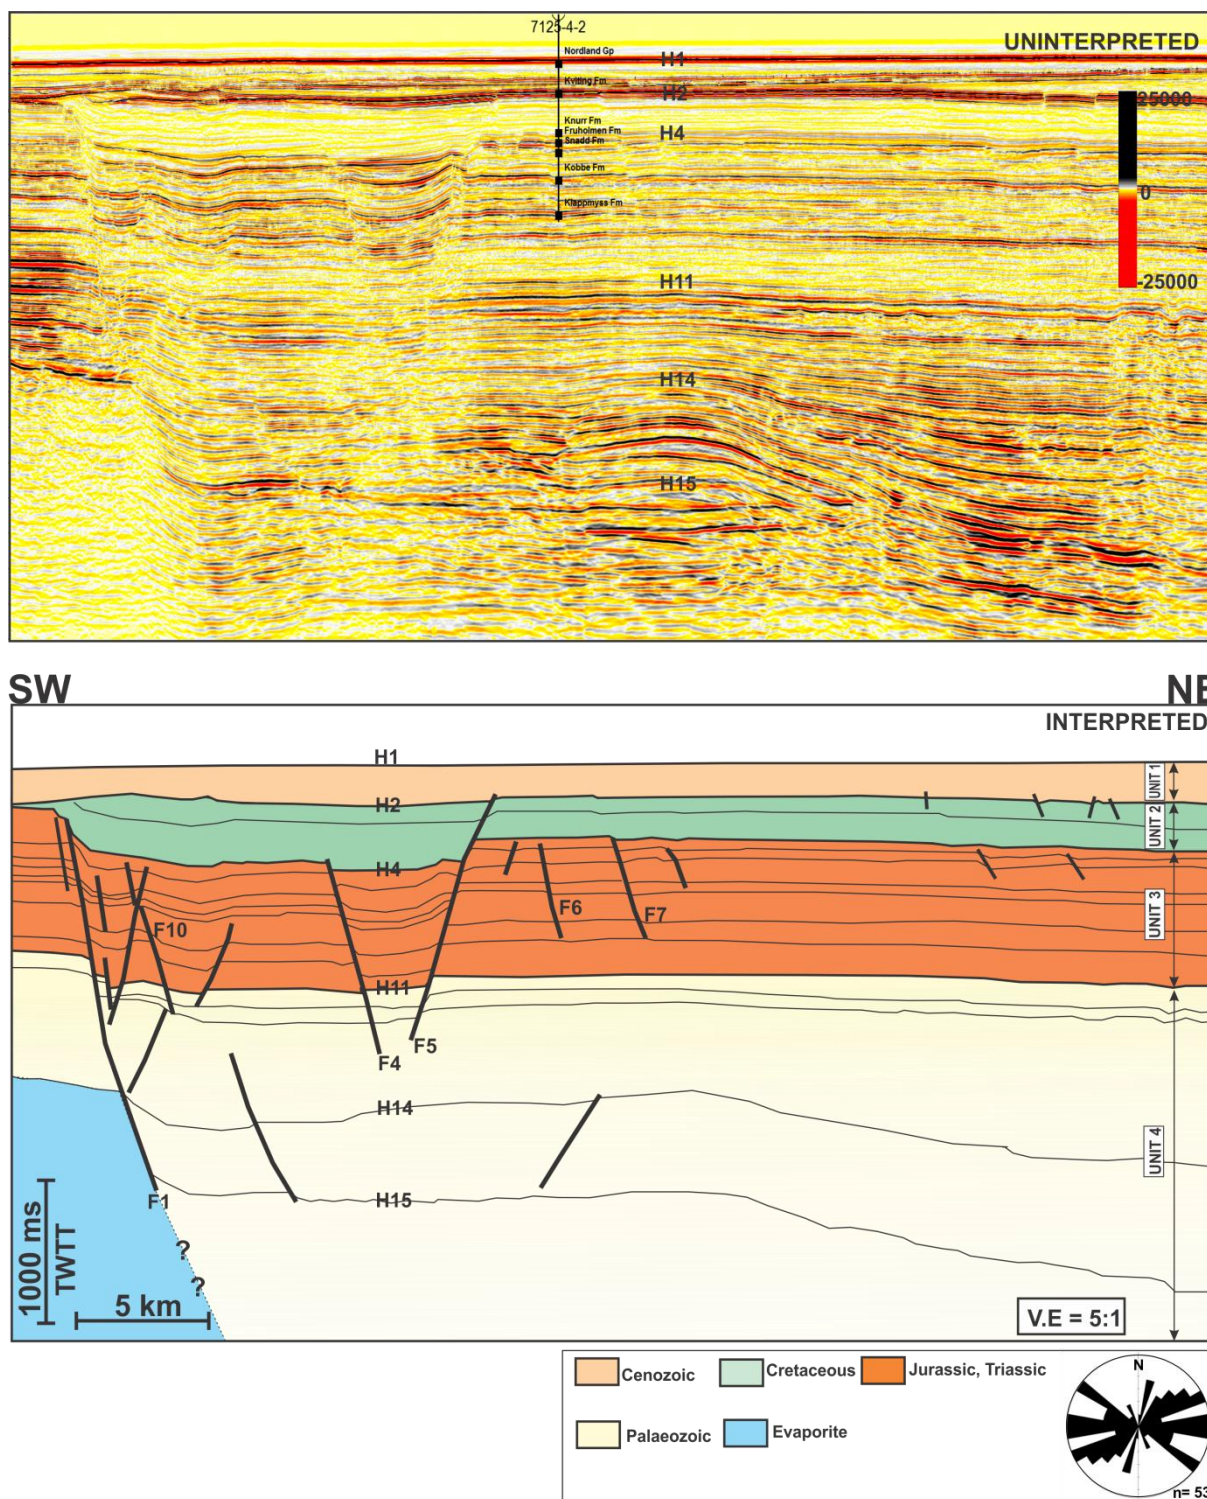 7125-4-2
UNINTERPRETED
Nordland Gp
H1
Kviting Fm
H2
25000
Knurr Fm
Fruholmen Fm
H4
Snadd Fm
Kobbe Fm
0
Klappmyss Fm
H11
-25000
H14
H15
SW
NE
INTERPRETED
H1
UNIT 1
H2
UNIT 2
H4
F6
F7
UNIT 3
F10
H11
F4
F5
H14
UNIT 4
F1
H15
1000 ms
TWTT
?
?
5 km
V.E = 5:1
Cenozoic
Cretaceous
Jurassic, Triassic
N
Palaeozoic
Evaporite
n= 53